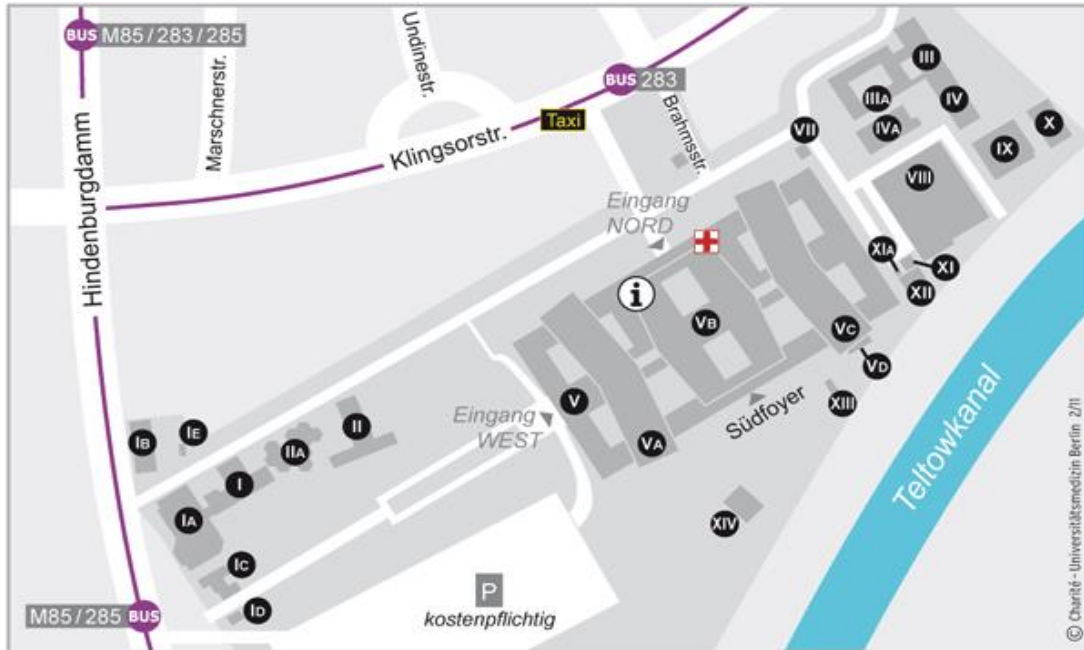 BUS M85 / 283 / 285
Marschnerstr.
Undinestr.
BUS 283
Taxi
Klingsorstr.
Brahmsstr.
Hindenburgdamm
III
IIIA
IV
IVA
VII
X
IX
VIII
Eingang
NORD
XIA
XI
XII
i
VB
VC
VD
XIII
Südfoyer
V
VA
Eingang
WEST
II
IIA
IB
IE
I
IA
IC
ID
XIV
Teltowkanal
P
kostenpflichtig
M85 / 285 BUS
© Charité - Universitätsmedizin Berlin 2/11